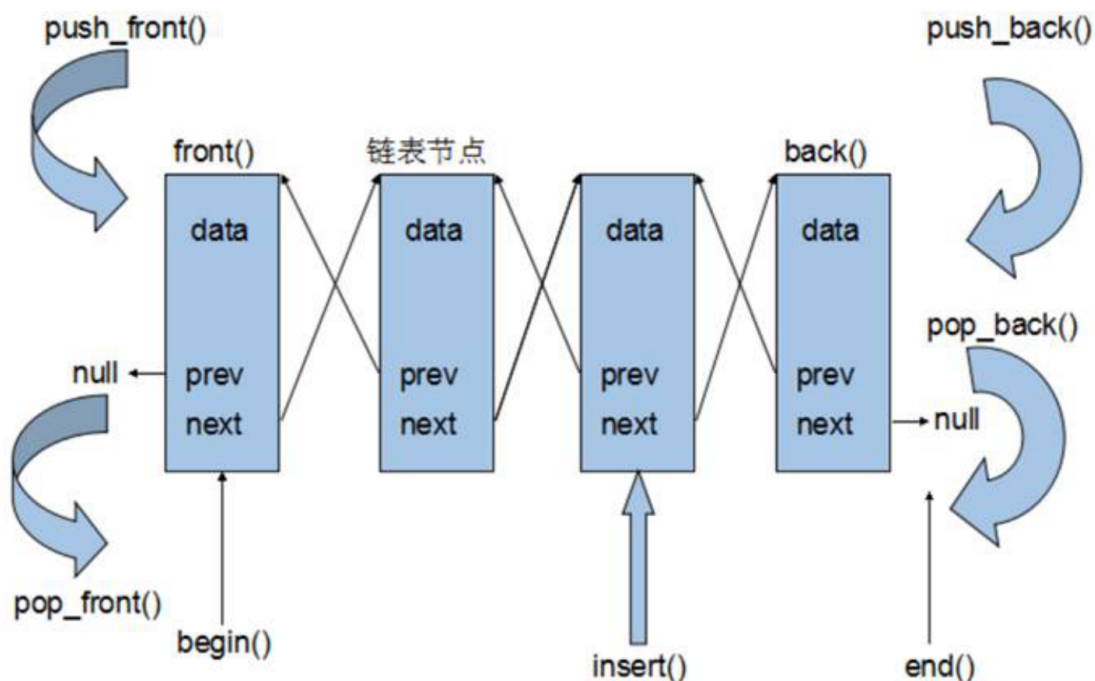 push_front()
push_back()
front()
链表节点
back()
data
data
data
data
pop_back()
null
prev
prev
prev
prev
next
next
next
next
null
pop_front()
begin()
insert()
end()